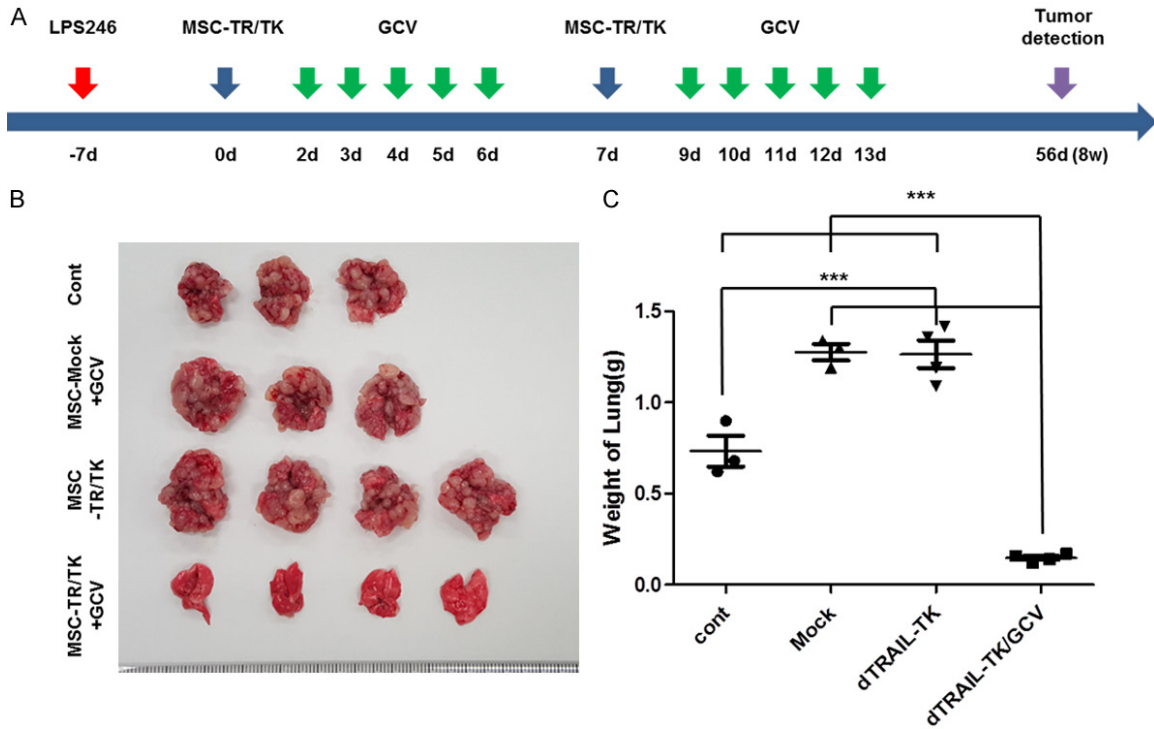 A
LPS246 MSC-TR/TK GCV MSC-TR/TK GCV Tumor
detection
-7d 0d 2d 3d 4d 5d 6d 7d 9d 10d 11d 12d 13d 56d (8w)
B
Cont
MSC-Mock
+GCV
MSC
-TR/TK
MSC-TR/TK
+GCV
C
***
***
Weight of Lung(g)
1.5
1.0
0.5
0.0
cont
Mock
dTRAIL-TK
dTRAIL-TK/GCV